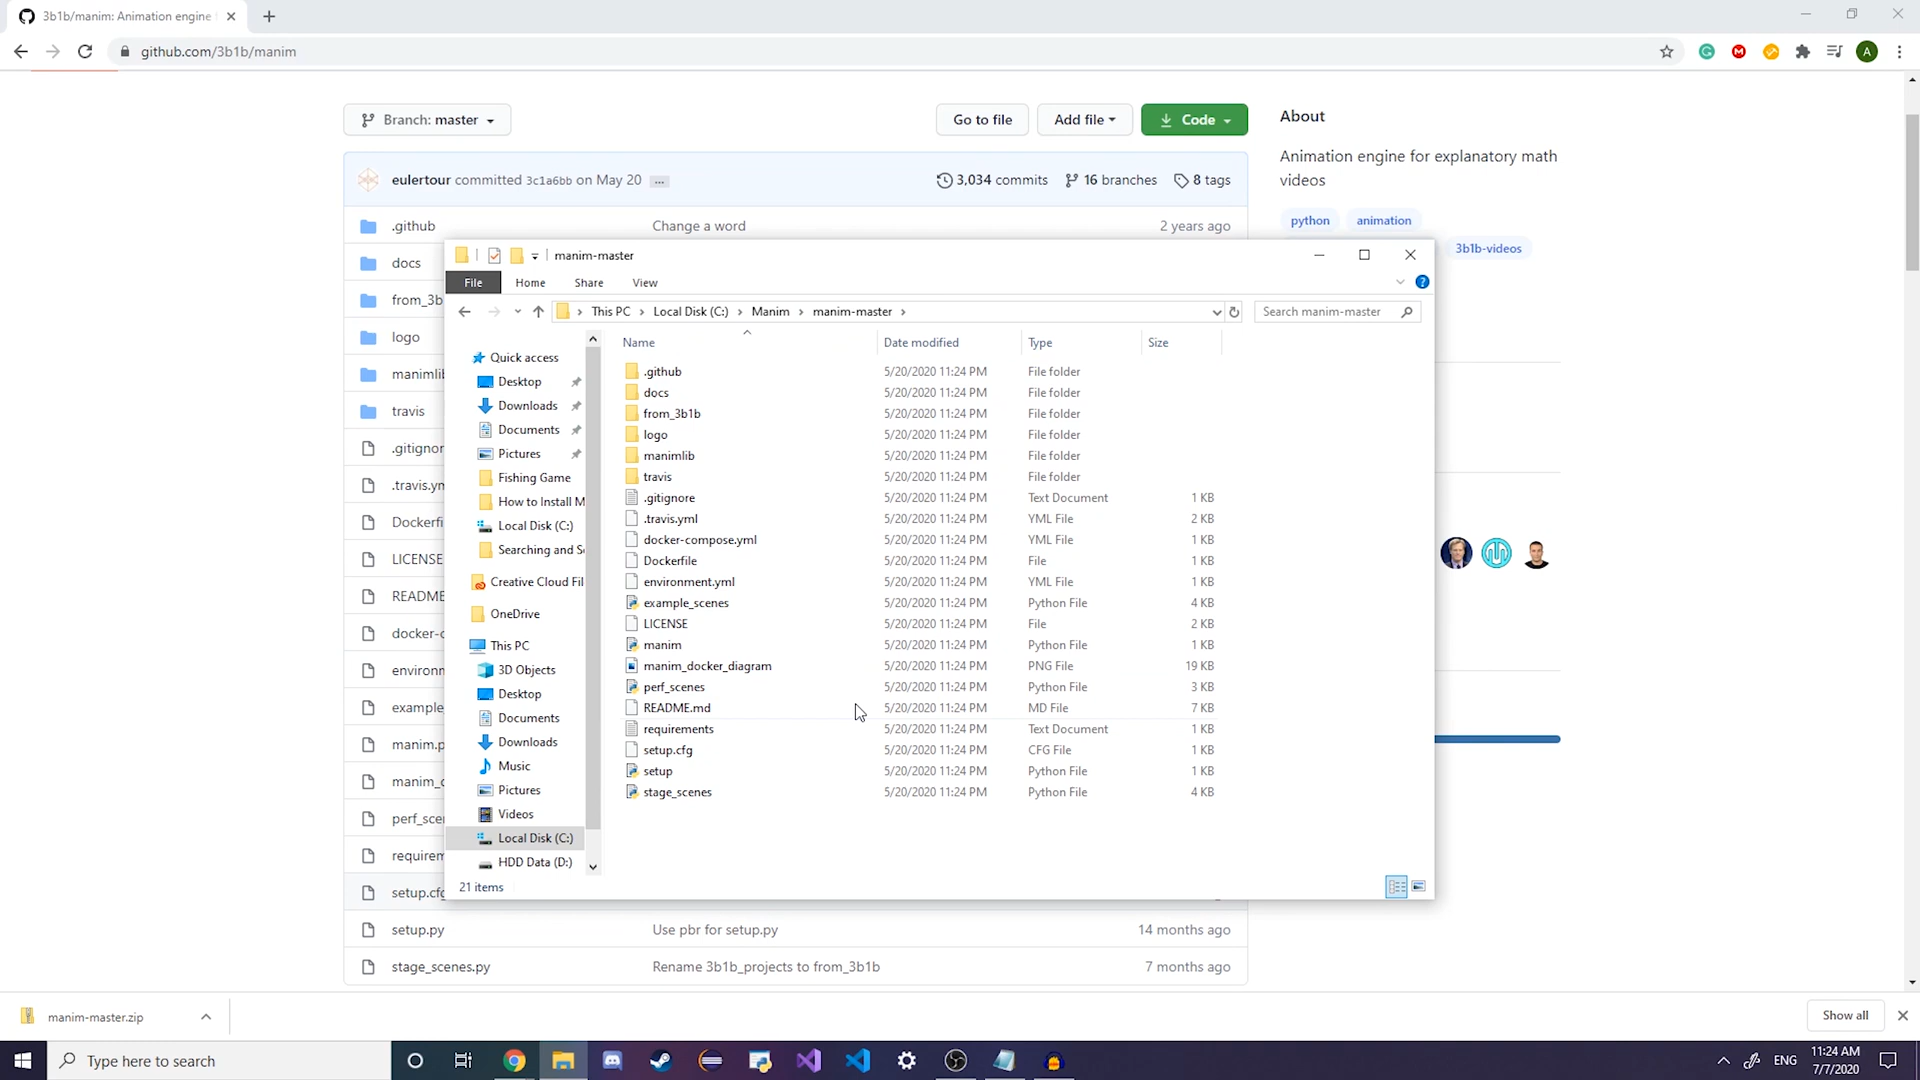 3b1b/manim: Animation engine
github.com/3b1b/manim
A
Branch: master
Go to file
Add file
Code
About
Animation engine for explanatory math
videos
eulertour committed 3c1a6bb on May 20 ...
3,034 commits
16 branches
8 tags
python
animation
3b1b-videos
.github
Change a word
2 years ago
docs
from_3b
logo
manimlib
travis
.gitignor
.travis.ym
Dockerfi
LICENSE
README
docker-c
environm
example
manim.p
manim_c
perf_scen
requirem
setup.cfg
setup.py
Use pbr for setup.py
14 months ago
stage_scenes.py
Rename 3b1b_projects to from_3b1b
7 months ago
manim-master
File
Home
Share
View
This PC
Local Disk (C:)
Manim
manim-master
Search manim-master
Quick access
Desktop
Downloads
Documents
Pictures
Fishing Game
How to Install M
Local Disk (C:)
Searching and S
Creative Cloud Fil
OneDrive
This PC
3D Objects
Desktop
Documents
Downloads
Music
Pictures
Videos
Local Disk (C:)
HDD Data (D:)
Name Date modified Type Size
.github 5/20/2020 11:24 PM File folder
docs 5/20/2020 11:24 PM File folder
from_3b1b 5/20/2020 11:24 PM File folder
logo 5/20/2020 11:24 PM File folder
manimlib 5/20/2020 11:24 PM File folder
travis 5/20/2020 11:24 PM File folder
.gitignore 5/20/2020 11:24 PM Text Document 1 KB
.travis.yml 5/20/2020 11:24 PM YML File 2 KB
docker-compose.yml 5/20/2020 11:24 PM YML File 1 KB
Dockerfile 5/20/2020 11:24 PM File 1 KB
environment.yml 5/20/2020 11:24 PM YML File 1 KB
example_scenes 5/20/2020 11:24 PM Python File 4 KB
LICENSE 5/20/2020 11:24 PM File 2 KB
manim 5/20/2020 11:24 PM Python File 1 KB
manim_docker_diagram 5/20/2020 11:24 PM PNG File 19 KB
perf_scenes 5/20/2020 11:24 PM Python File 3 KB
README.md 5/20/2020 11:24 PM MD File 7 KB
requirements 5/20/2020 11:24 PM Text Document 1 KB
setup.cfg 5/20/2020 11:24 PM CFG File 1 KB
setup 5/20/2020 11:24 PM Python File 1 KB
stage_scenes 5/20/2020 11:24 PM Python File 4 KB
21 items
manim-master.zip
Show all
Type here to search
ENG
11:24 AM
7/7/2020